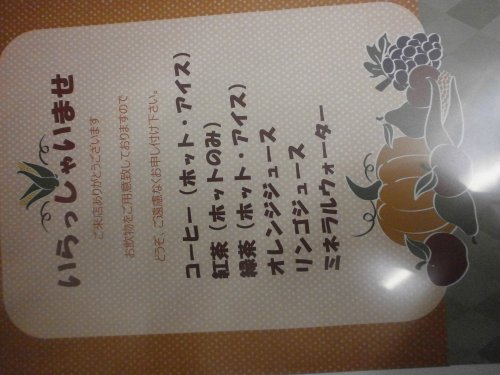 いらっしゃいませ
ご来店ありがとうございます
お飲物をご用意致しておりますので
どうぞ、ご遠慮なくお申し付け下さい。
コーヒー（ホット・アイス）
紅茶（ホットのみ）
緑茶（ホット・アイス）
オレンジジュース
リンゴジュース
ミネラルウォーター